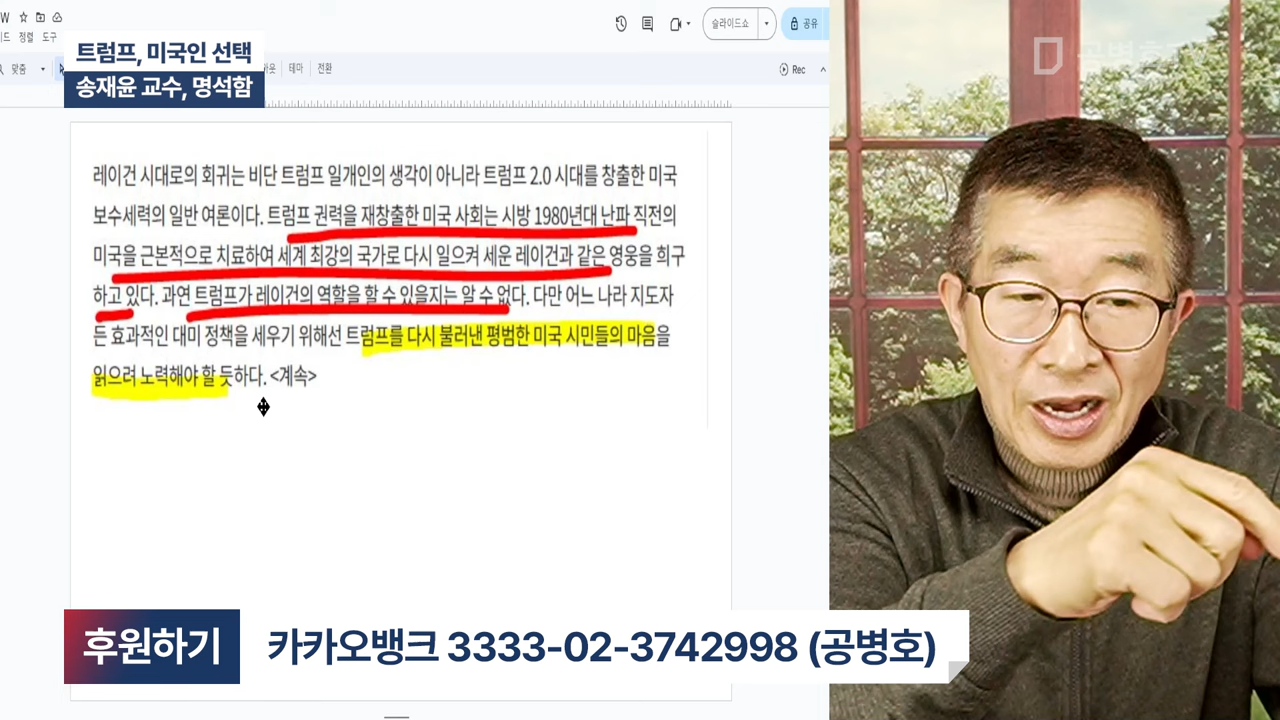 W
이드 정렬 도구
슬라이드쇼
공유
맞춤
테마
전환
Rec
트럼프, 미국인 선택
송재윤 교수, 명석함
공병호TV
레이건 시대로의 회귀는 비단 트럼프 일개인의 생각이 아니라 트럼프 2.0 시대를 창출한 미국
보수세력의 일반 여론이다. 트럼프 권력을 재창출한 미국 사회는 시방 1980년대 난파 직전의
미국을 근본적으로 치료하여 세계 최강의 국가로 다시 일으켜 세운 레이건과 같은 영웅을 희구
하고 있다. 과연 트럼프가 레이건의 역할을 할 수 있을지는 알 수 없다. 다만 어느 나라 지도자
든 효과적인 대미 정책을 세우기 위해선 트럼프를 다시 불러낸 평범한 미국 시민들의 마음을
읽으려 노력해야 할 듯하다. <계속>
후원하기
카카오뱅크 3333-02-3742998 (공병호)